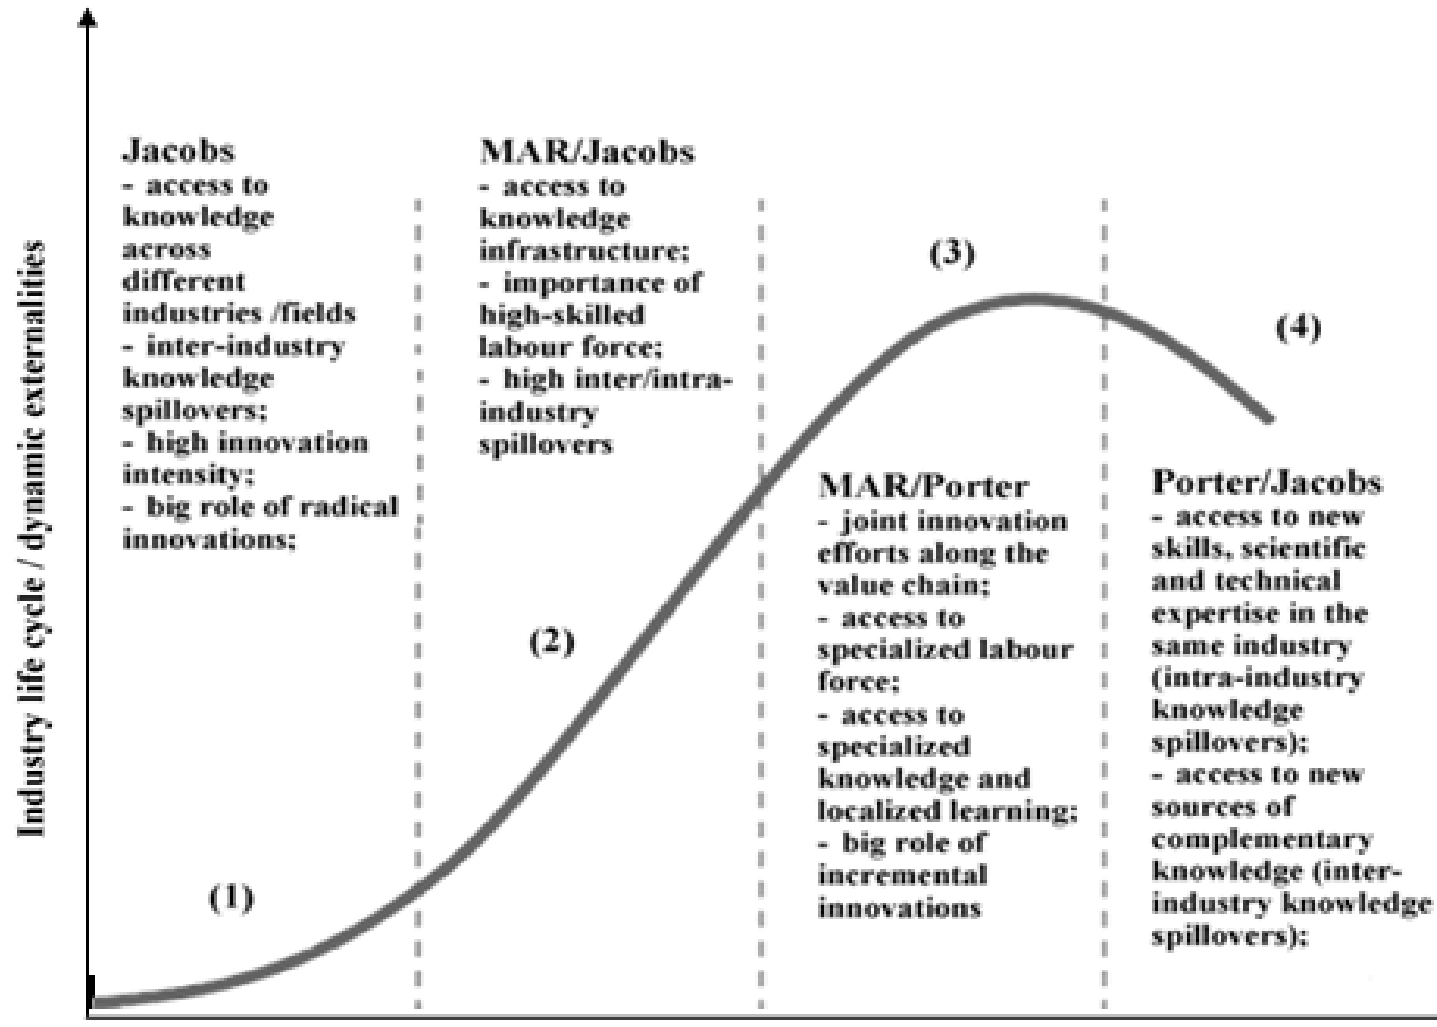 Industry life cycle / dynamic externalities
Jacobs
- access to
knowledge
across
different
industries /fields
- inter-industry
knowledge
spillovers;
- high innovation
intensity;
- big role of radical
innovations;
(1)
MAR/Jacobs
- access to
knowledge
infrastructure;
- importance of
high-skilled
labour force;
- high inter/intra-
industry
spillovers
(2)
(3)
MAR/Porter
- joint innovation
efforts along the
value chain;
- access to
specialized labour
force;
- access to
specialized
knowledge and
localized learning;
- big role of
incremental
innovations
(4)
Porter/Jacobs
- access to new
skills, scientific
and technical
expertise in the
same industry
(intra-industry
knowledge
spillovers);
- access to new
sources of
complementary
knowledge (inter-
industry knowledge
spillovers);